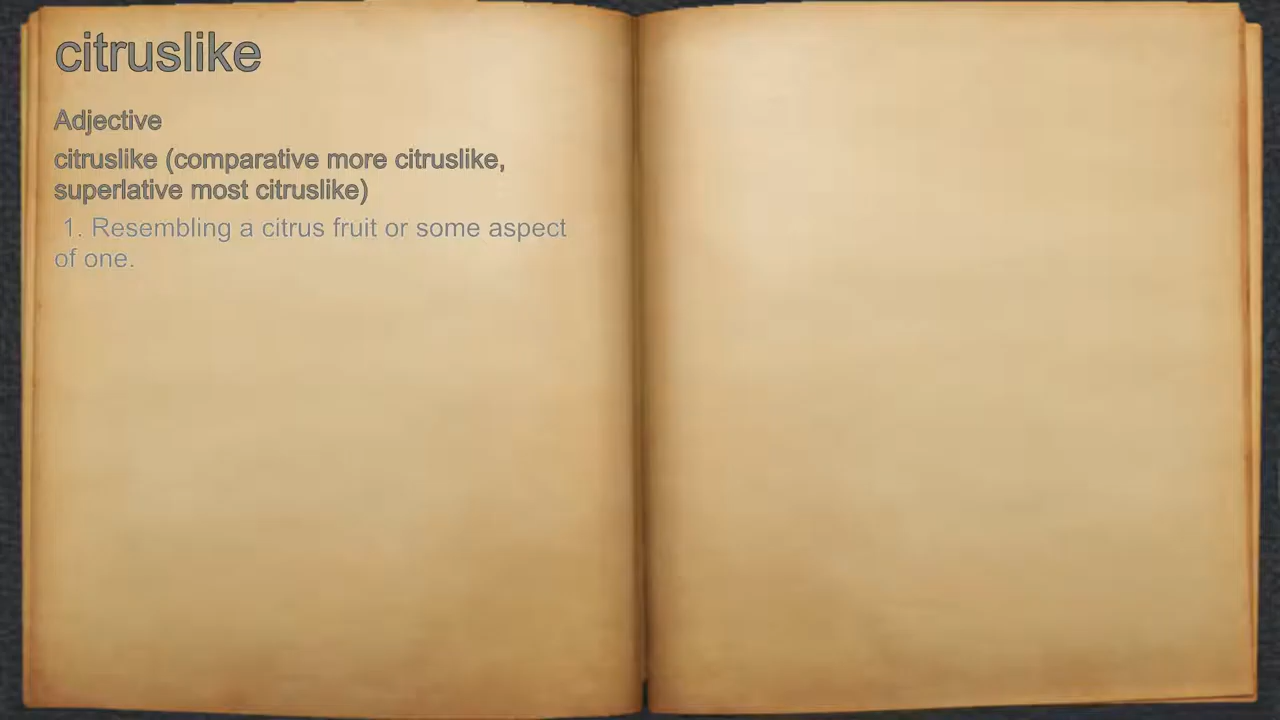 citruslike
Adjective
citruslike (comparative more citruslike,
superlative most citruslike)
1. Resembling a citrus fruit or some aspect
of one.